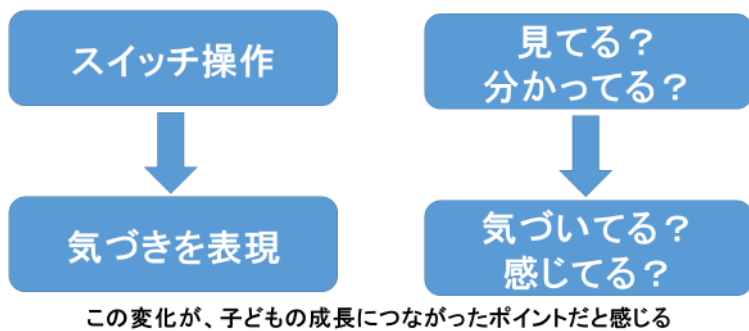 スイッチ操作
気づきを表現
見てる？
分かってる？
気づいてる？
感じてる？
この変化が、子どもの成長につながったポイントだと感じる